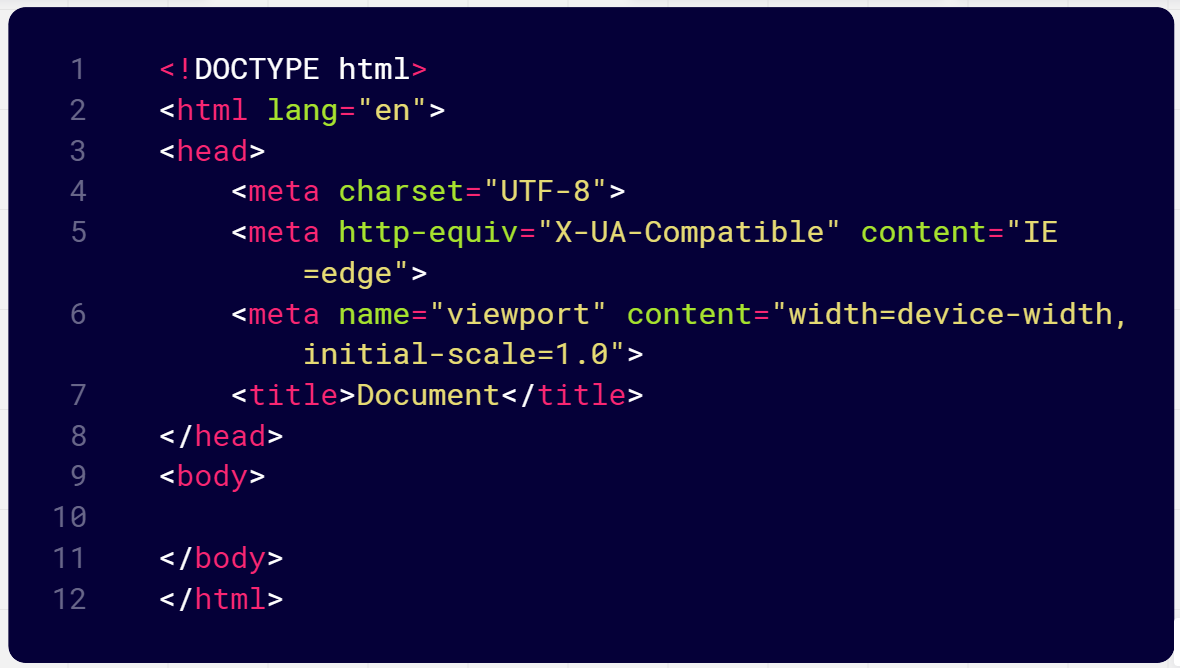 1 <!DOCTYPE html>
2 <html lang="en">
3 <head>
4     <meta charset="UTF-8">
5     <meta http-equiv="X-UA-Compatible" content="IE
        =edge">
6     <meta name="viewport" content="width=device-width,
        initial-scale=1.0">
7     <title>Document</title>
8 </head>
9 <body>
10
11 </body>
12 </html>